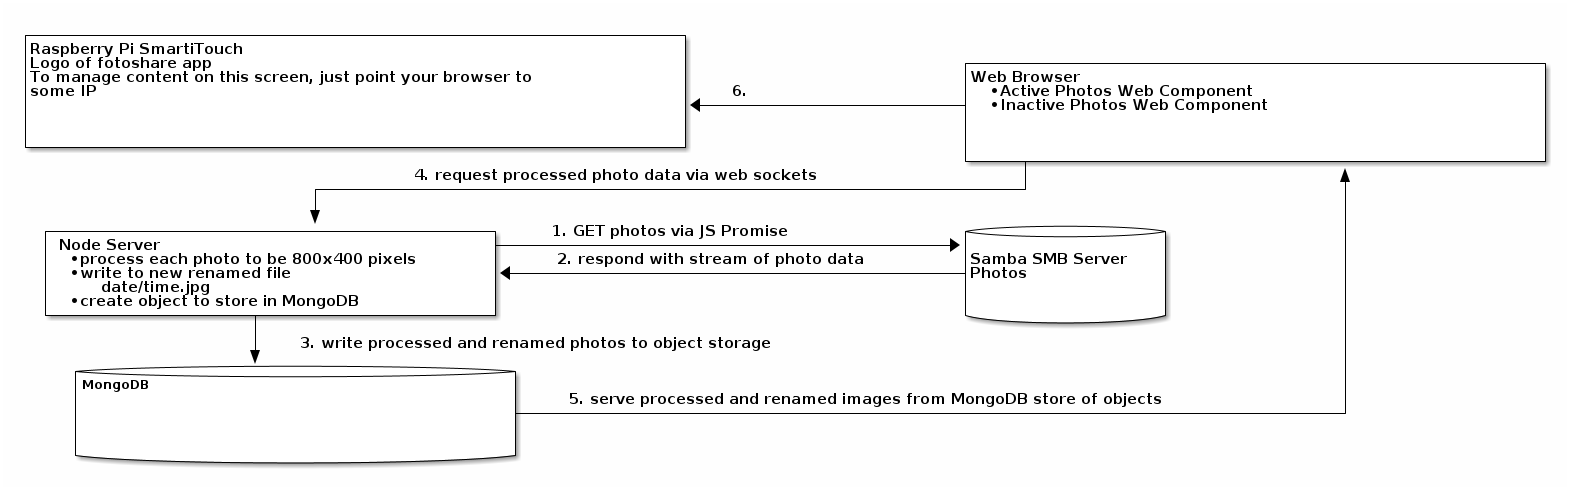 Raspberry Pi SmartiTouch
Logo of fotoshare app
To manage content on this screen, just point your browser to
some IP
6.
Web Browser
•Active Photos Web Component
•Inactive Photos Web Component
4. request processed photo data via web sockets
Node Server
•process each photo to be 800x400 pixels
•write to new renamed file
date/time.jpg
•create object to store in MongoDB
1. GET photos via JS Promise
2. respond with stream of photo data
Samba SMB Server
Photos
3. write processed and renamed photos to object storage
MongoDB
5. serve processed and renamed images from MongoDB store of objects